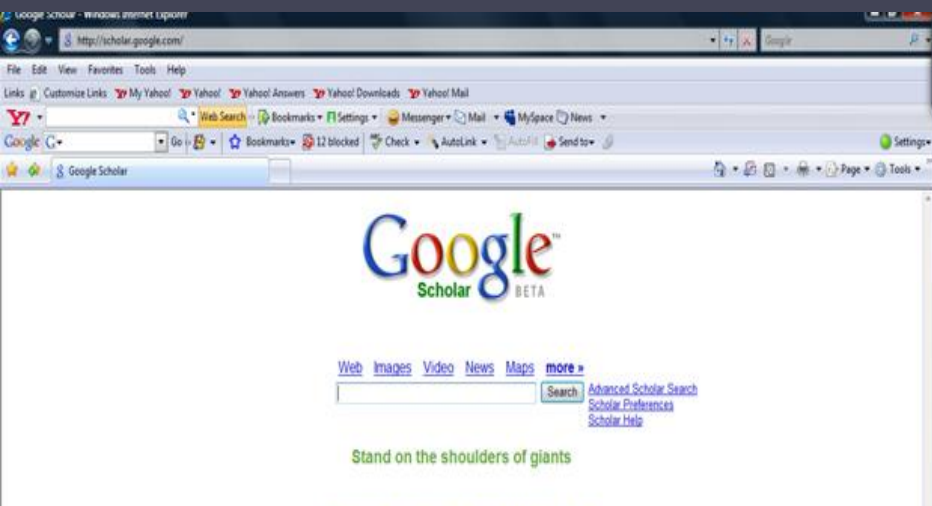 Google Scholar - Windows Internet Explorer
http://scholar.google.com/
Google
File Edit View Favorites Tools Help
Links Customize Links My Yahoo! Yahoo! Yahoo! Answers Yahoo! Downloads Yahoo! Mail
Y! Web Search Bookmarks Settings Messenger Mail MySpace News
Google G Go Bookmarks 12 blocked Check AutoLink AutoFill Send to Settings
Google Scholar Page Tools
Google™
Scholar BETA
Web Images Video News Maps more »
Search Advanced Scholar Search
Scholar Preferences
Scholar Help
Stand on the shoulders of giants